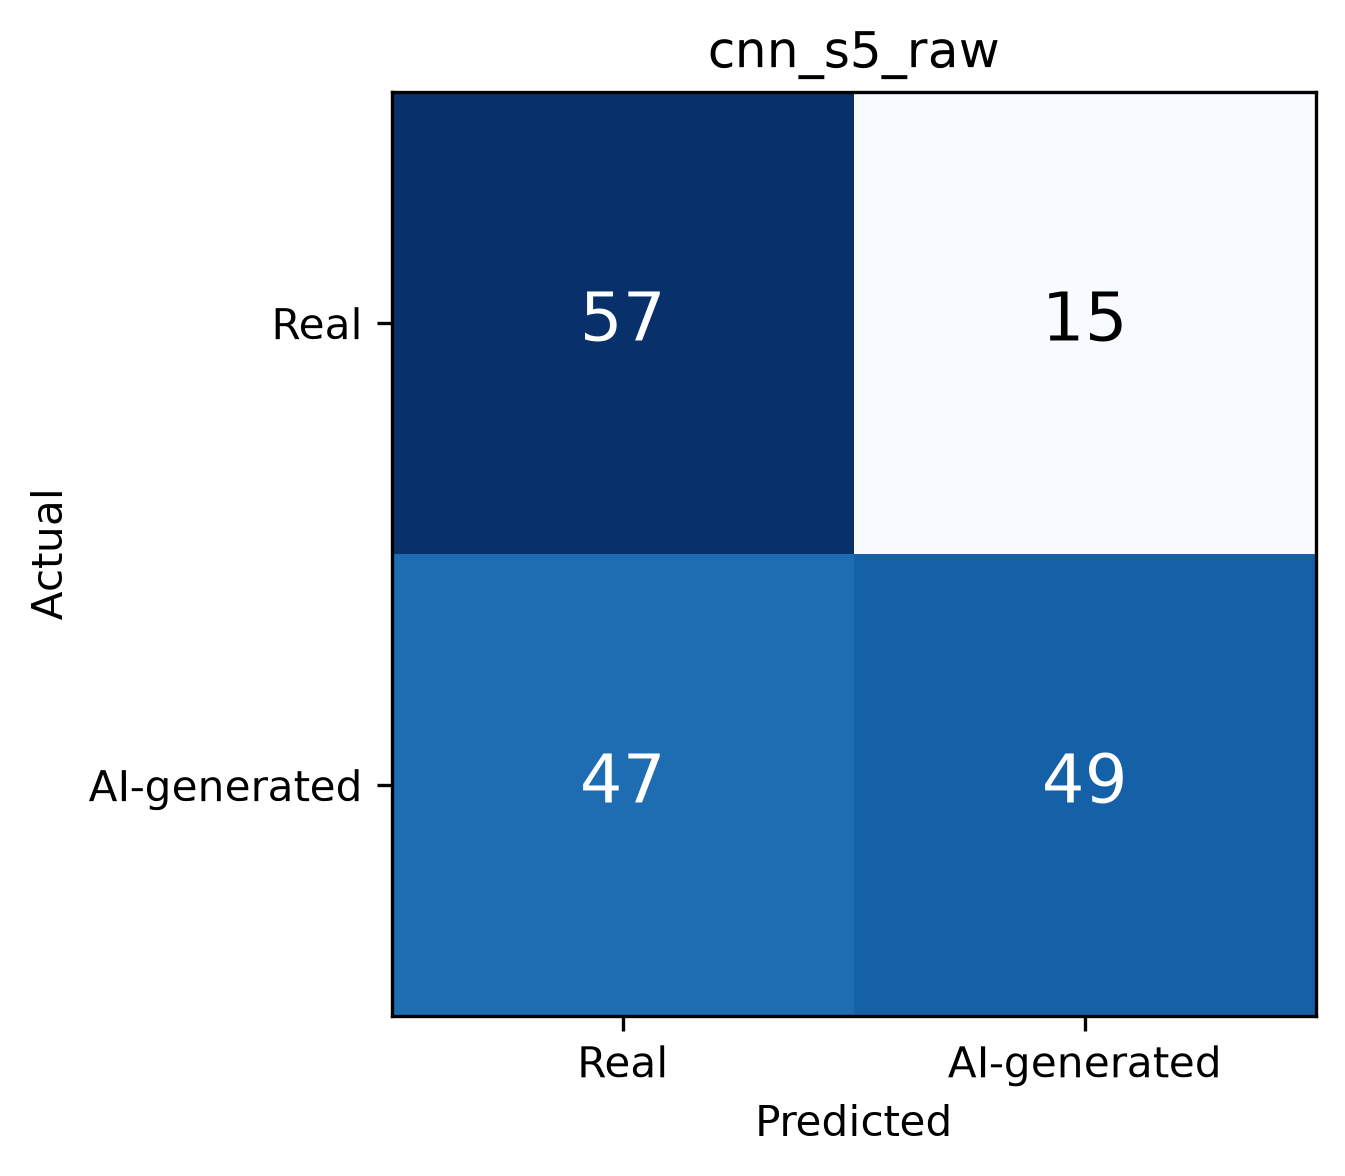 cnn_s5_raw
Actual
Real
57
15
AI-generated
47
49
Real
AI-generated
Predicted